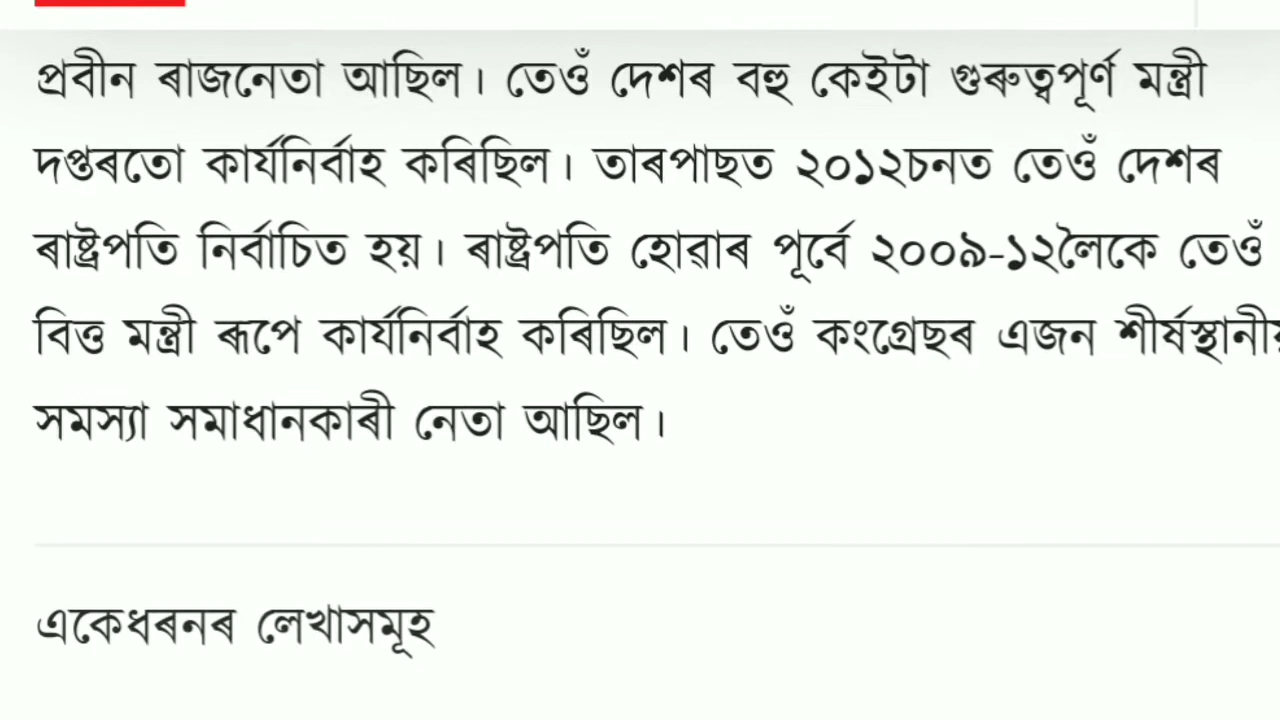 প্ৰবীন ৰাজনেতা আছিল। তেওঁ দেশৰ বহু কেইটা গুৰুত্বপূৰ্ণ মন্ত্ৰী
দপ্তৰতো কাৰ্যনিৰ্বাহ কৰিছিল। তাৰপাছত ২০১২চনত তেওঁ দেশৰ
ৰাষ্ট্ৰপতি নিৰ্বাচিত হয়। ৰাষ্ট্ৰপতি হোৱাৰ পূৰ্বে ২০০৯-১২লৈকে তেওঁ
বিত্ত মন্ত্ৰী ৰূপে কাৰ্যনিৰ্বাহ কৰিছিল। তেওঁ কংগ্ৰেছৰ এজন শীৰ্ষস্থানীয়
সমস্যা সমাধানকাৰী নেতা আছিল।
একেধৰনৰ লেখাসমূহ